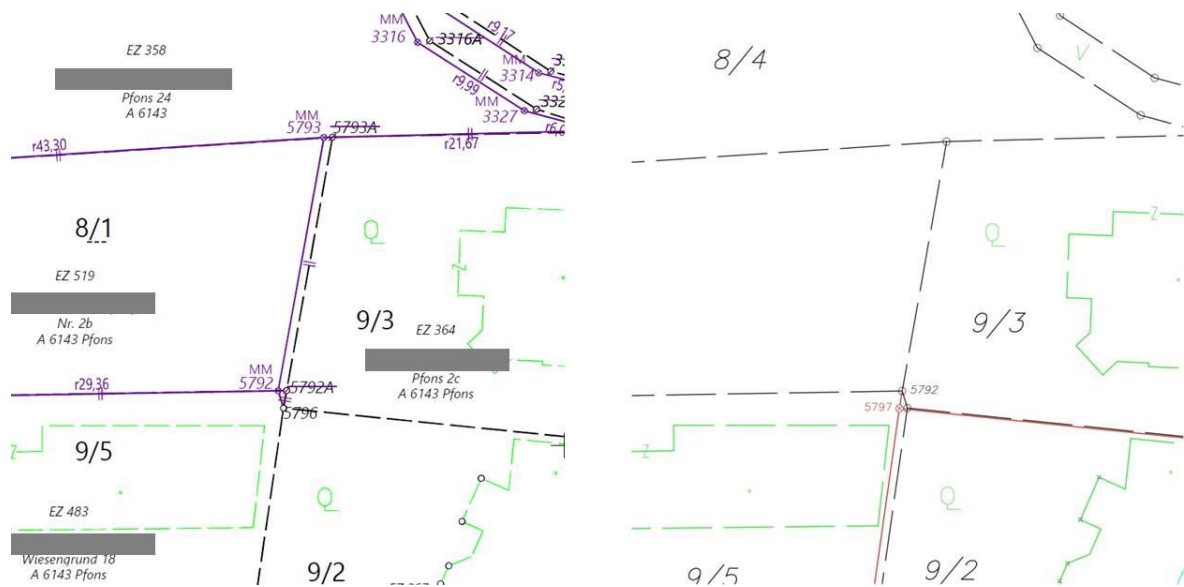 MM
3316
3316A
r9,17
MM
3314
r9,99
MM
3327
EZ 358
Pfons 24
A 6143
MM
5793
5793A
r43,30
r21,67
8/1
Q
Z
EZ 519
Nr. 2b
A 6143 Pfons
9/3
EZ 364
Pfons 2c
A 6143 Pfons
MM
5792
5792A
r29,36
5796
Z
9/5
Q
EZ 483
Wiesengrund 18
A 6143 Pfons
9/2
8/4
V
Q
Z
9/3
5792
5797
Z
Q
9/5
9/2